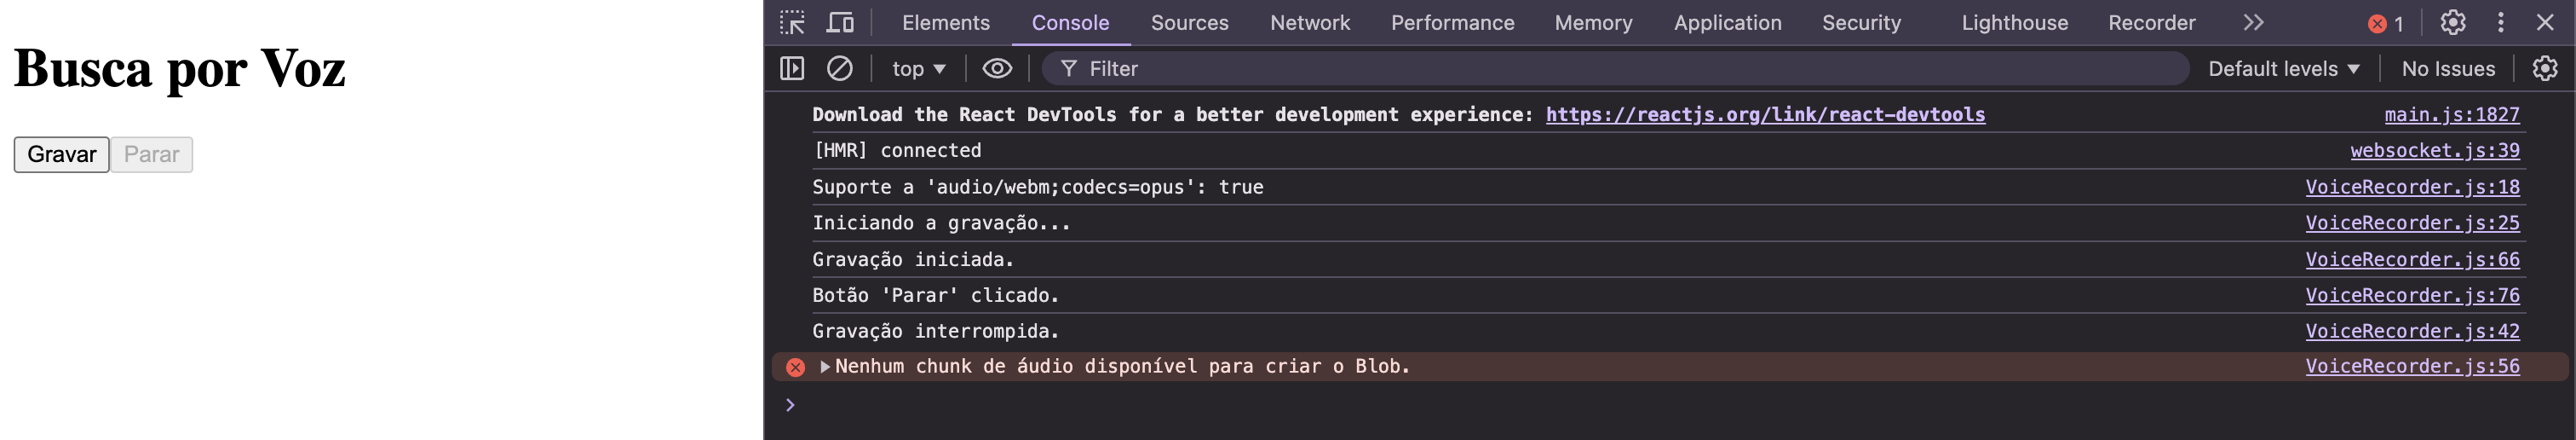 Busca por Voz
Gravar Parar
Elements Console Sources Network Performance Memory Application Security Lighthouse Recorder 1
top Filter Default levels No Issues
Download the React DevTools for a better development experience: https://reactjs.org/link/react-devtools main.js:1827
[HMR] connected websocket.js:39
Suporte a 'audio/webm;codecs=opus': true VoiceRecorder.js:18
Iniciando a gravação... VoiceRecorder.js:25
Gravação iniciada. VoiceRecorder.js:66
Botão 'Parar' clicado. VoiceRecorder.js:76
Gravação interrompida. VoiceRecorder.js:42
Nenhum chunk de áudio disponível para criar o Blob. VoiceRecorder.js:56